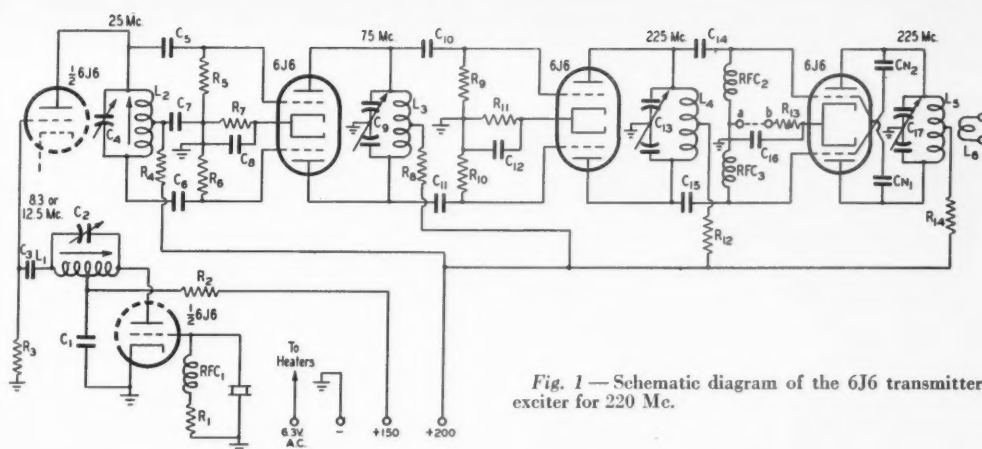 25 Mc.
C5
75 Mc.
C10
225 Mc.
C14
225 Mc.
½6J6
6J6
6J6
6J6
R5
R9
RFC2
CN2
L2
C7
R7
L3
R11
L4
a
b
R13
L5
C4
C9
C13
C17
L6
C8
C12
C16
R4
R6
R8
R10
RFC3
CN1
C6
C11
C15
R12
R14
8.3 or
12.5 Mc.
C2
C3
L1
R2
½6J6
R3
C1
RFC1
R1
To
Heaters
6.3V.
A.C.
−
+150
+200
Fig. 1 — Schematic diagram of the 6J6 transmitter
exciter for 220 Mc.